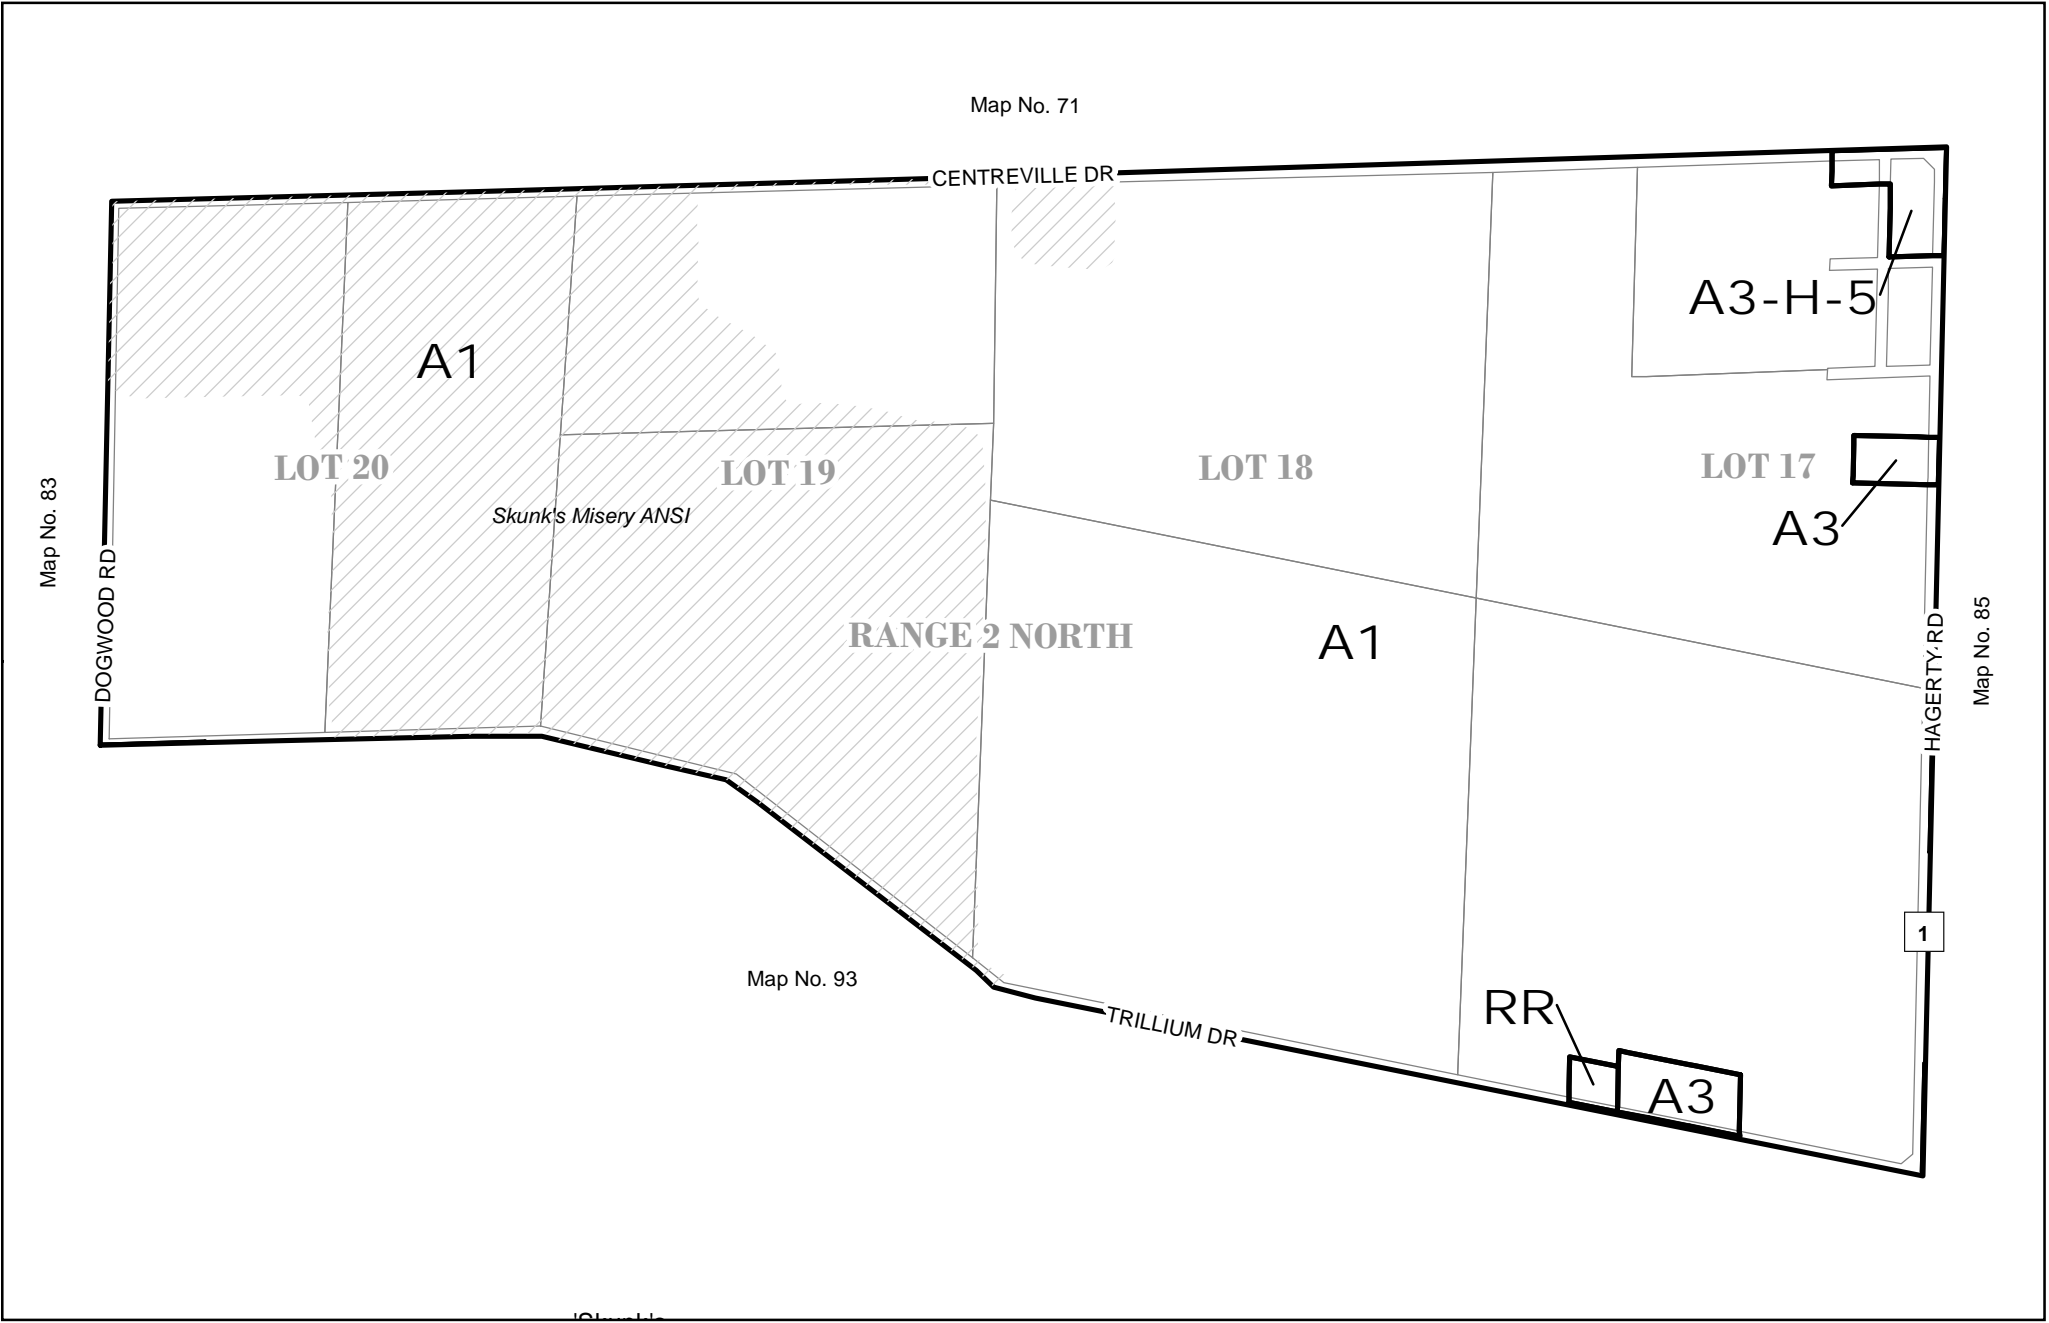 Map No. 71
CENTREVILLE DR
A3-H-5
A1
LOT 20
LOT 19
LOT 18
LOT 17
Skunk's Misery ANSI
A3
Map No. 83
DOGWOOD RD
RANGE 2 NORTH
A1
HAGERTY RD
Map No. 85
1
Map No. 93
TRILLIUM DR
RR
A3